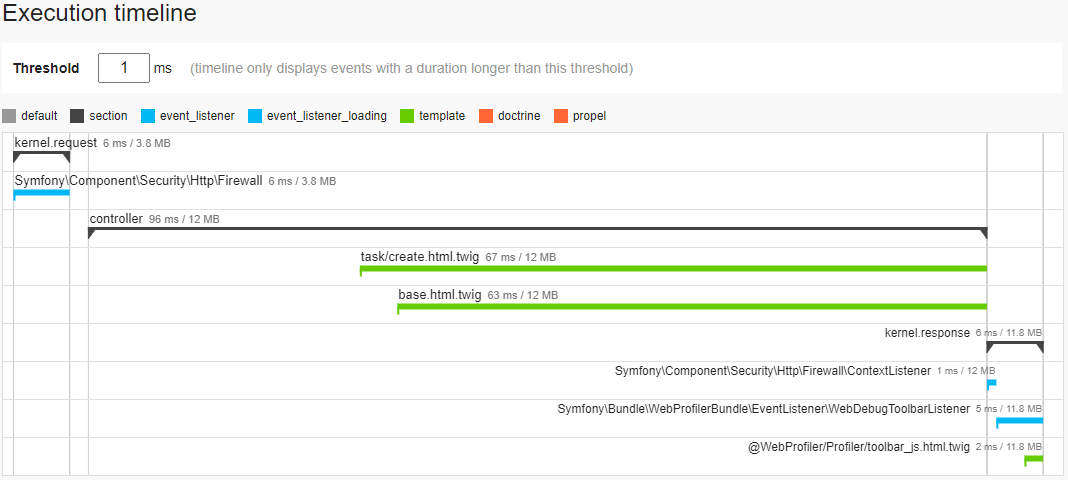 Execution timeline
Threshold 1 ms (timeline only displays events with a duration longer than this threshold)
default section event_listener event_listener_loading template doctrine propel
kernel.request 6 ms / 3.8 MB
Symfony\Component\Security\Http\Firewall 6 ms / 3.8 MB
controller 96 ms / 12 MB
task/create.html.twig 67 ms / 12 MB
base.html.twig 63 ms / 12 MB
kernel.response 6 ms / 11.8 MB
Symfony\Component\Security\Http\Firewall\ContextListener 1 ms / 12 MB
Symfony\Bundle\WebProfilerBundle\EventListener\WebDebugToolbarListener 5 ms / 11.8 MB
@WebProfiler/Profiler/toolbar_js.html.twig 2 ms / 11.8 MB